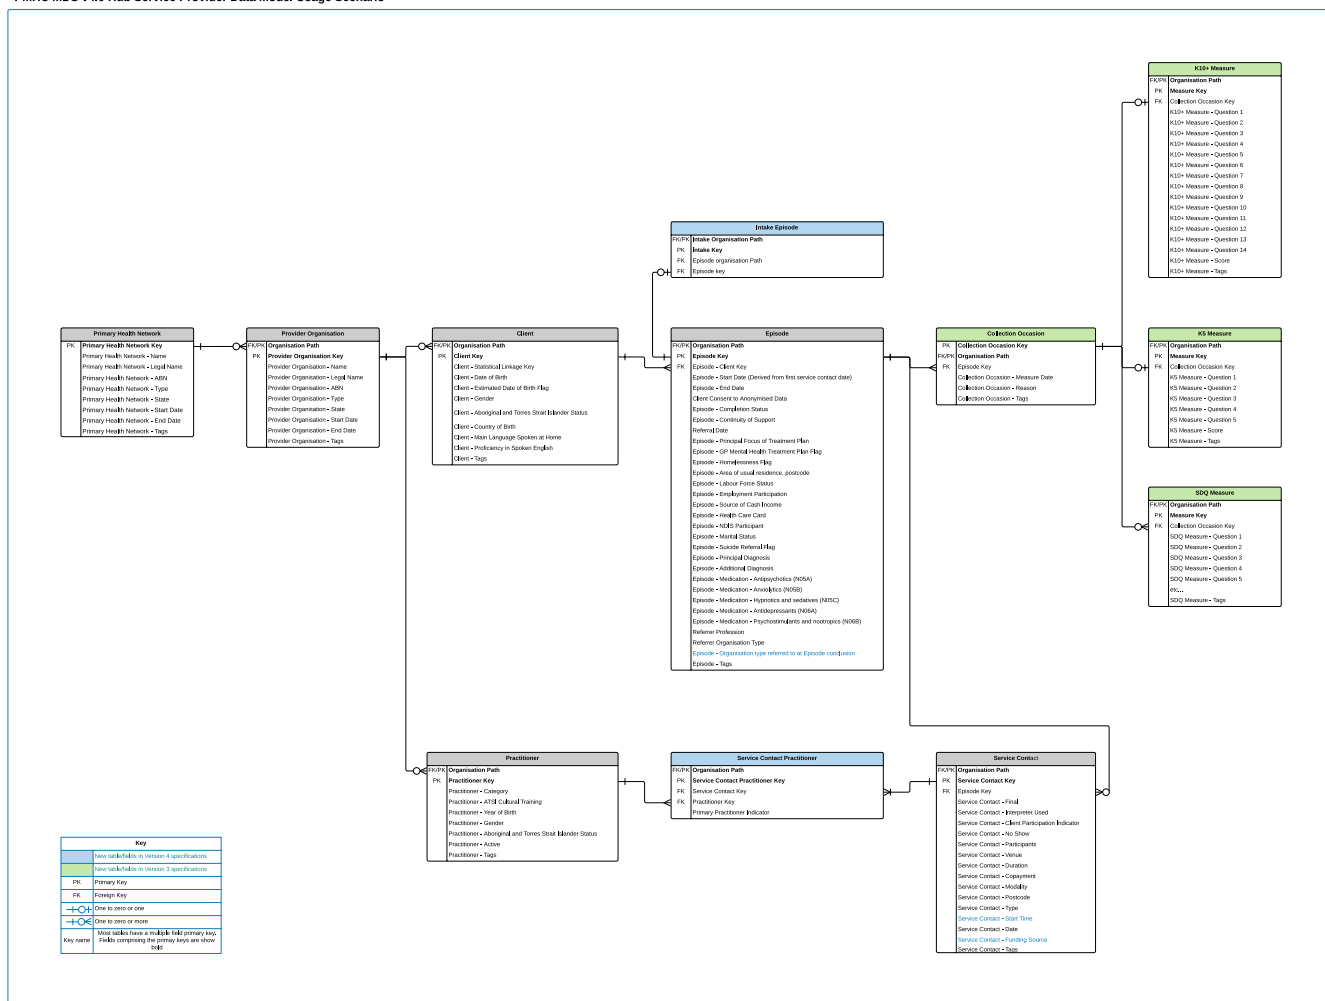 K10+ Measure
FK/PK Organisation Path
PK Measure Key
FK Collection Occasion Key
K10+ Measure - Question 1
K10+ Measure - Question 2
K10+ Measure - Question 3
K10+ Measure - Question 4
K10+ Measure - Question 5
K10+ Measure - Question 6
K10+ Measure - Question 7
K10+ Measure - Question 8
K10+ Measure - Question 9
K10+ Measure - Question 10
K10+ Measure - Question 11
K10+ Measure - Question 12
K10+ Measure - Question 13
K10+ Measure - Question 14
K10+ Measure - Score
K10+ Measure - Tags
Intake Episode
FK/PK Intake Organisation Path
PK Intake Key
FK Episode organisation Path
FK Episode key
Primary Health Network
PK Primary Health Network Key
Primary Health Network - Name
Primary Health Network - Legal Name
Primary Health Network - ABN
Primary Health Network - Type
Primary Health Network - State
Primary Health Network - Start Date
Primary Health Network - End Date
Primary Health Network - Tags
Provider Organisation
FK/PK Organisation Path
PK Provider Organisation Key
Provider Organisation - Name
Provider Organisation - Legal Name
Provider Organisation - ABN
Provider Organisation - Type
Provider Organisation - State
Provider Organisation - Start Date
Provider Organisation - End Date
Provider Organisation - Tags
Client
FK/PK Organisation Path
PK Client Key
Client - Statistical Linkage Key
Client - Date of Birth
Client - Estimated Date of Birth Flag
Client - Gender
Client - Aboriginal and Torres Strait Islander Status
Client - Country of Birth
Client - Main Language Spoken at Home
Client - Proficiency in Spoken English
Client - Tags
Episode
FK/PK Organisation Path
PK Episode Key
FK Episode - Client Key
Episode - Start Date (Derived from first service contact date)
Episode - End Date
Client Consent to Anonymised Data
Episode - Completion Status
Episode - Continuity of Support
Referral Date
Episode - Principal Focus of Treatment Plan
Episode - GP Mental Health Treatment Plan Flag
Episode - Homelessness Flag
Episode - Area of usual residence, postcode
Episode - Labour Force Status
Episode - Employment Participation
Episode - Source of Cash Income
Episode - Health Care Card
Episode - NDIS Participant
Episode - Marital Status
Episode - Suicide Referral Flag
Episode - Principal Diagnosis
Episode - Additional Diagnosis
Episode - Medication - Antipsychotics (N05A)
Episode - Medication - Anxiolytics (N05B)
Episode - Medication - Hypnotics and sedatives (N05C)
Episode - Medication - Antidepressants (N06A)
Episode - Medication - Psychostimulants and nootropics (N06B)
Referrer Profession
Referrer Organisation Type
Episode - Organisation type referred to at Episode conclusion
Episode - Tags
Collection Occasion
PK Collection Occasion Key
FK/PK Organisation Path
FK Episode Key
Collection Occasion - Measure Date
Collection Occasion - Reason
Collection Occasion - Tags
K5 Measure
FK/PK Organisation Path
PK Measure Key
FK Collection Occasion Key
K5 Measure - Question 1
K5 Measure - Question 2
K5 Measure - Question 3
K5 Measure - Question 4
K5 Measure - Question 5
K5 Measure - Score
K5 Measure - Tags
SDQ Measure
FK/PK Organisation Path
PK Measure Key
FK Collection Occasion Key
SDQ Measure - Question 1
SDQ Measure - Question 2
SDQ Measure - Question 3
SDQ Measure - Question 4
SDQ Measure - Question 5
etc...
SDQ Measure - Tags
Practitioner
FK/PK Organisation Path
PK Practitioner Key
Practitioner - Category
Practitioner - ATSI Cultural Training
Practitioner - Year of Birth
Practitioner - Gender
Practitioner - Aboriginal and Torres Strait Islander Status
Practitioner - Active
Practitioner - Tags
Service Contact Practitioner
FK/PK Organisation Path
PK Service Contact Practitioner Key
FK Service Contact Key
FK Practitioner Key
Primary Practitioner Indicator
Service Contact
FK/PK Organisation Path
PK Service Contact Key
FK Episode Key
Service Contact - Final
Service Contact - Interpreter Used
Service Contact - Client Participation Indicator
Service Contact - No Show
Service Contact - Participants
Service Contact - Venue
Service Contact - Duration
Service Contact - Copayment
Service Contact - Modality
Service Contact - Postcode
Service Contact - Type
Service Contact - Start Time
Service Contact - Date
Service Contact - Funding Source
Service Contact - Tags
Key
New table/fields in Version 4 specifications
New table/fields in Version 3 specifications
PK Primary Key
FK Foreign Key
One to zero or one
One to zero or more
Key name Most tables have a multiple field primary key.
Fields comprising the primay keys are show
bold